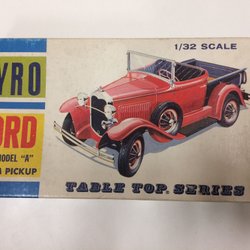 YRO
1/32 SCALE
ORD
MODEL "A"
PICKUP
TABLE TOP SERIES